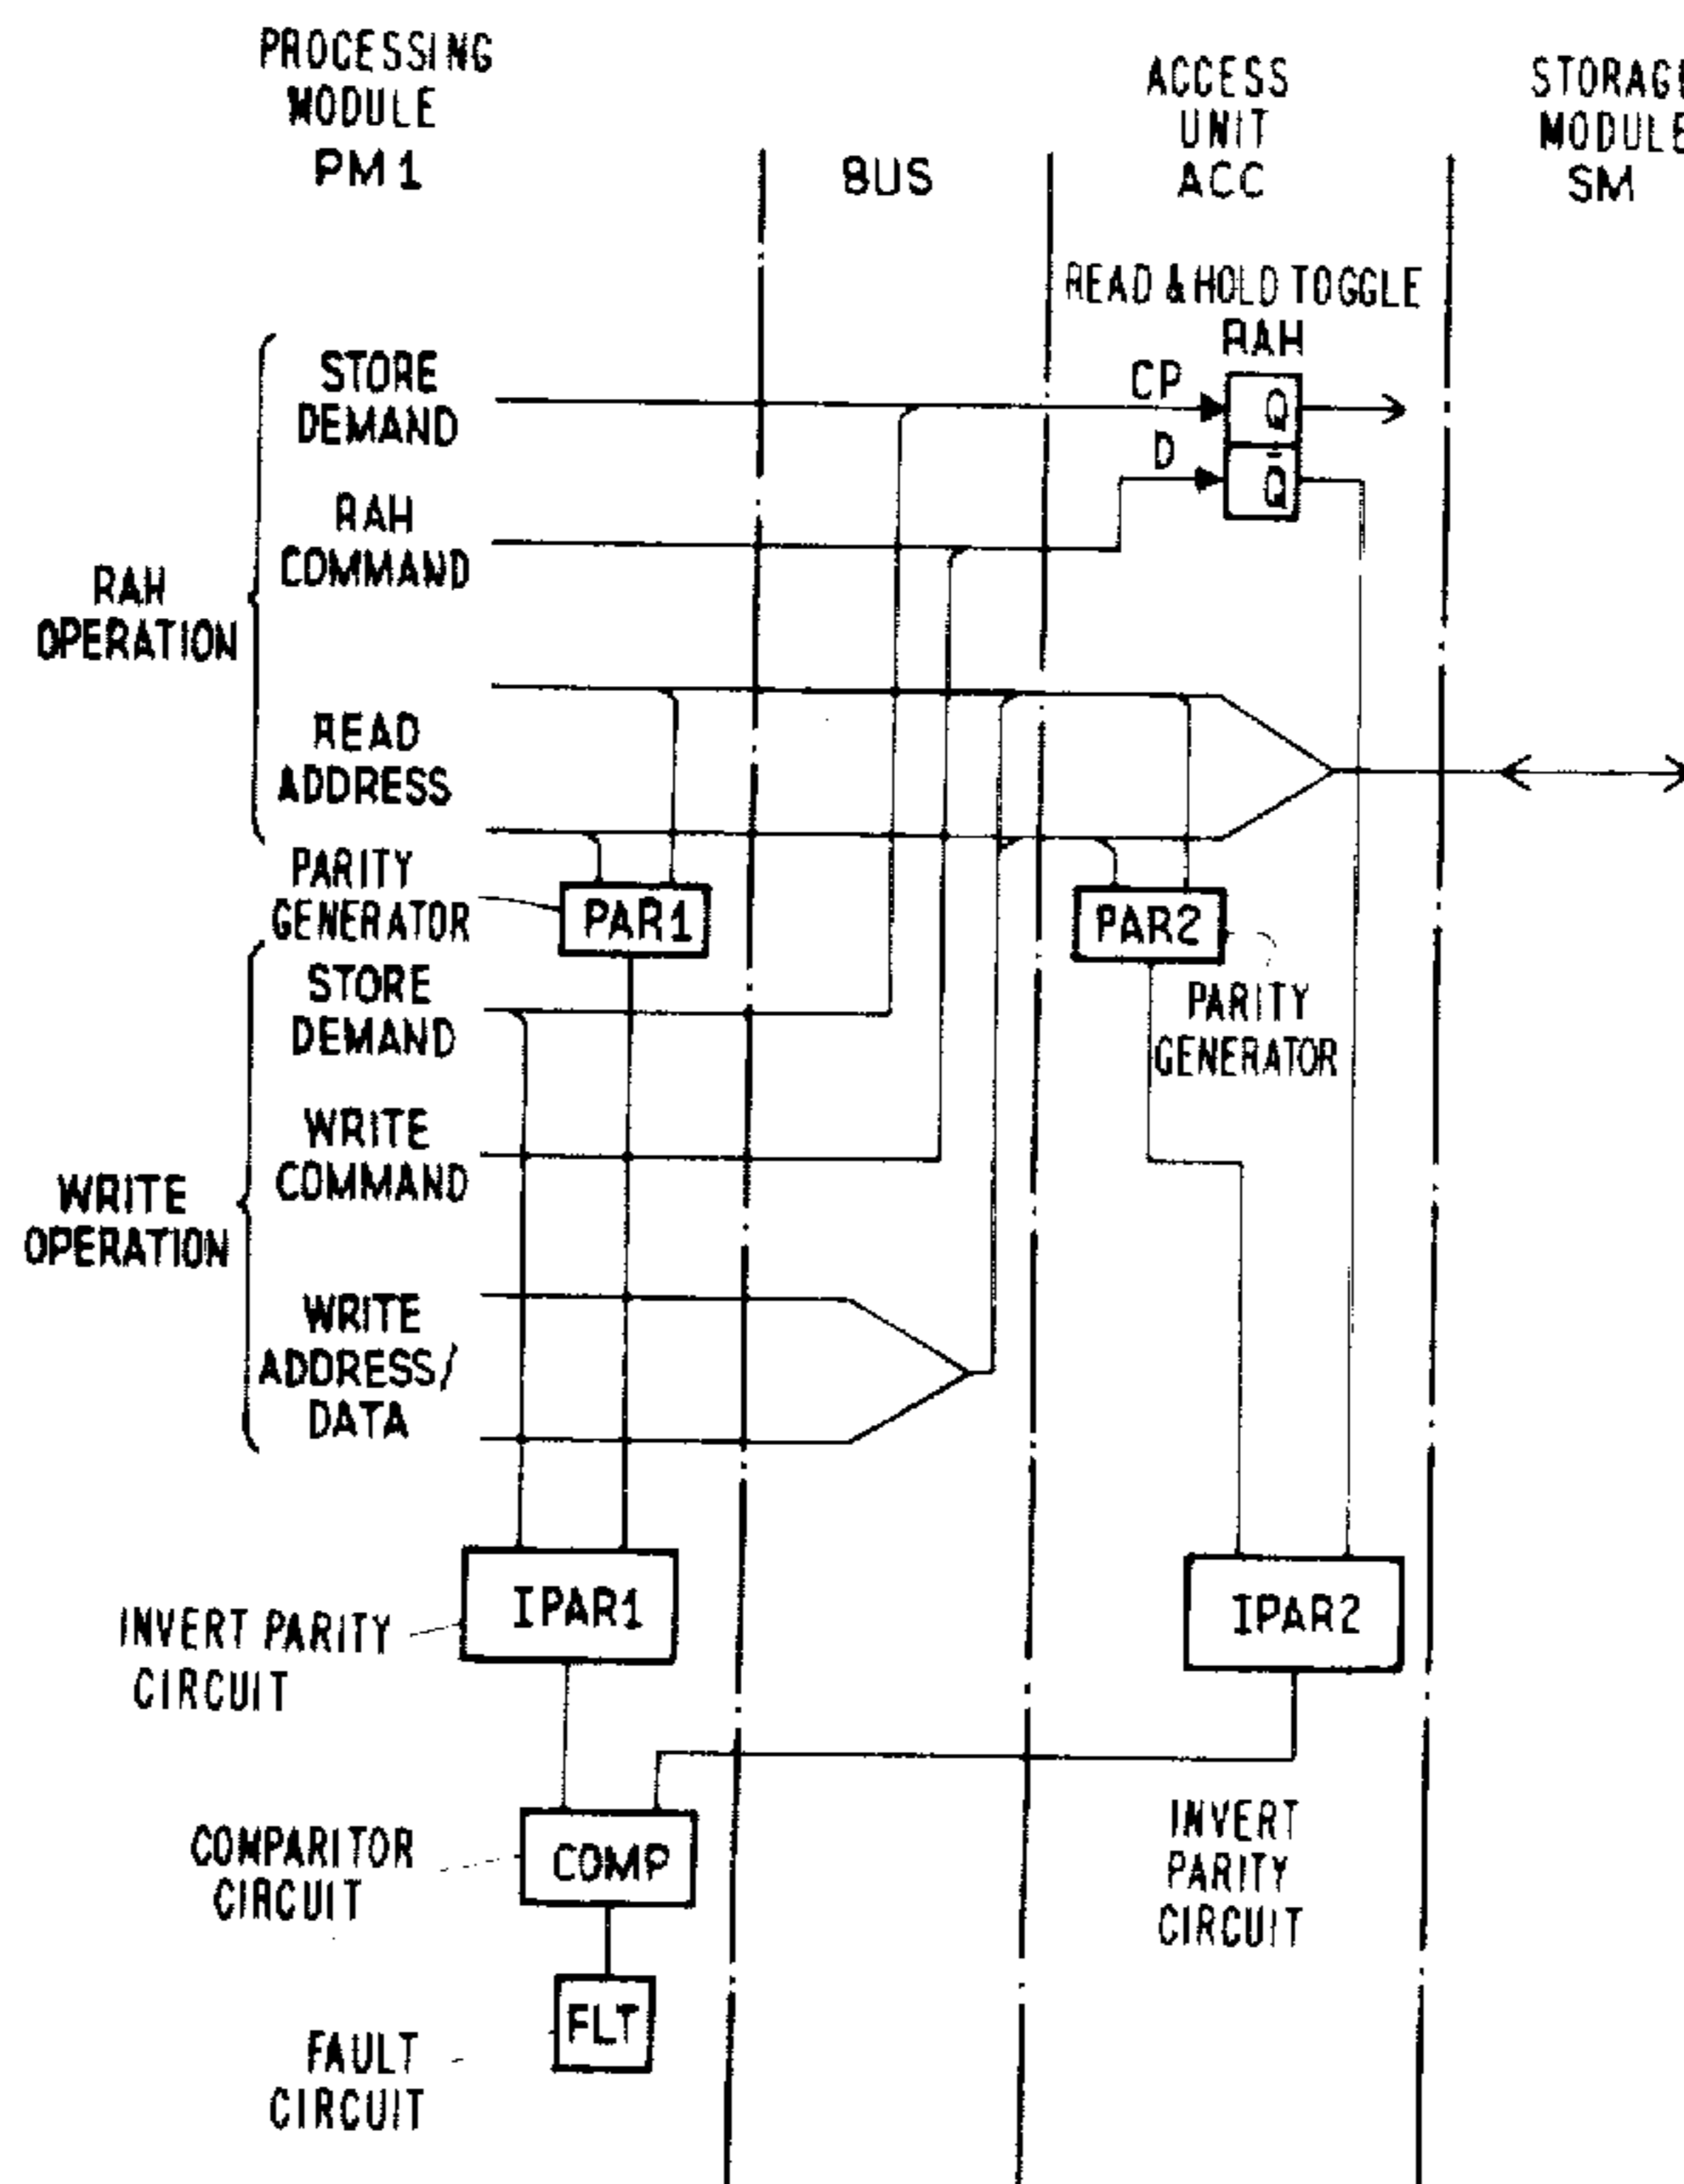 PROCESSING
MODULE
PM1
BUS
ACCESS
UNIT
ACC
STORAGE
MODULE
SM
READ & HOLD TOGGLE
RAH
STORE
DEMAND
CP
Q
D
Q̄
RAH
COMMAND
RAH
OPERATION
READ
ADDRESS
PARITY
GENERATOR
PAR1
PAR2
STORE
DEMAND
PARITY
GENERATOR
WRITE
COMMAND
WRITE
OPERATION
WRITE
ADDRESS/
DATA
IPAR1
IPAR2
INVERT PARITY
CIRCUIT
COMPARITOR
CIRCUIT
COMP
INVERT
PARITY
CIRCUIT
FLT
FAULT
CIRCUIT